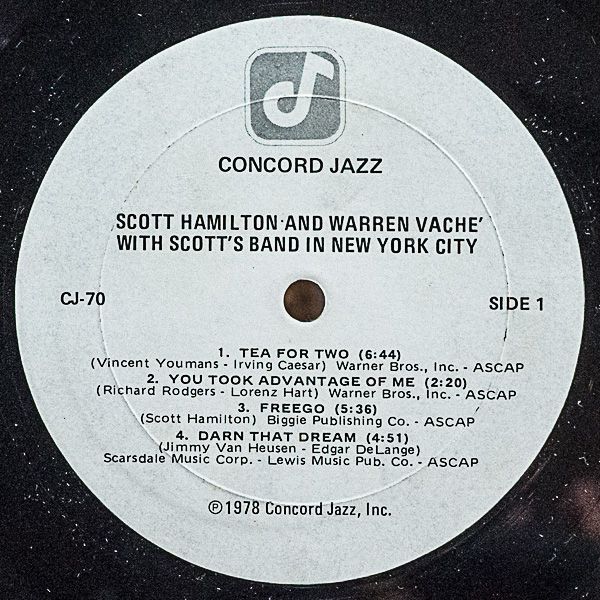 CONCORD JAZZ
SCOTT HAMILTON AND WARREN VACHE'
WITH SCOTT'S BAND IN NEW YORK CITY
CJ-70
SIDE 1
1. TEA FOR TWO (6:44)
(Vincent Youmans - Irving Caesar) Warner Bros., Inc. - ASCAP
2. YOU TOOK ADVANTAGE OF ME (2:20)
(Richard Rodgers - Lorenz Hart) Warner Bros., Inc. - ASCAP
3. FREEGO (5:36)
(Scott Hamilton) Biggie Publishing Co. - ASCAP
4. DARN THAT DREAM (4:51)
(Jimmy Van Heusen - Edgar DeLange)
Scarsdale Music Corp. - Lewis Music Pub. Co. - ASCAP
℗1978 Concord Jazz, Inc.